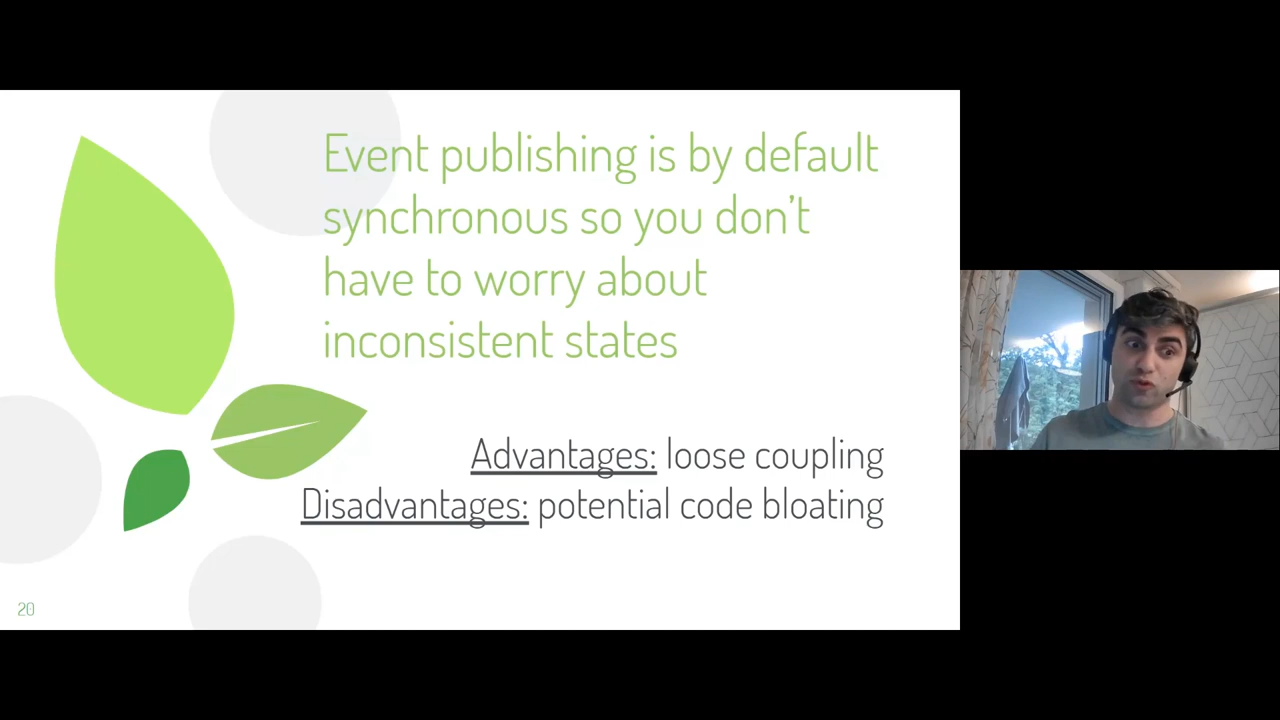 Event publishing is by default
synchronous so you don’t
have to worry about
inconsistent states
Advantages: loose coupling
Disadvantages: potential code bloating
20